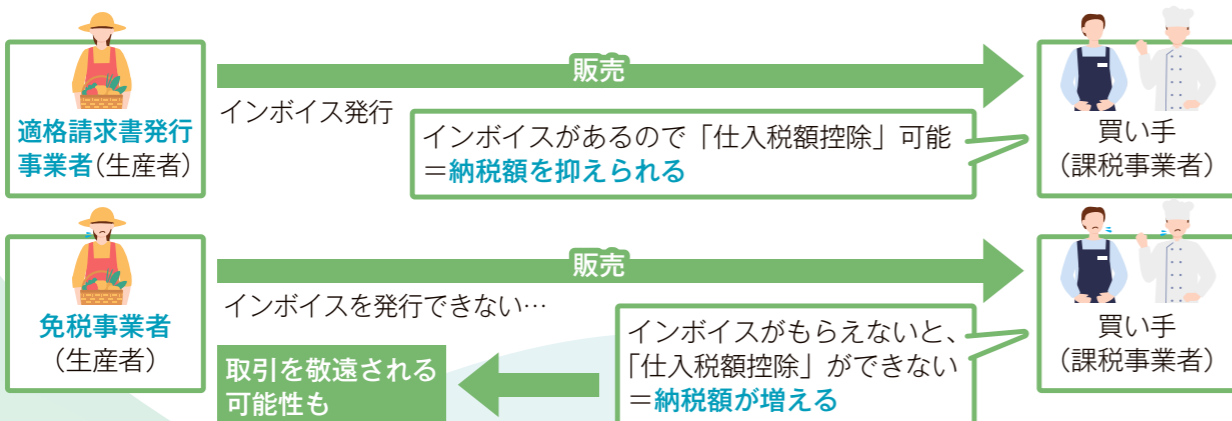 販売
適格請求書発行
事業者(生産者)
インボイス発行
インボイスがあるので「仕入税額控除」可能
＝納税額を抑えられる
買い手
(課税事業者)
販売
免税事業者
(生産者)
インボイスを発行できない…
取引を敬遠される
可能性も
インボイスがもらえないと、
「仕入税額控除」ができない
＝納税額が増える
買い手
(課税事業者)